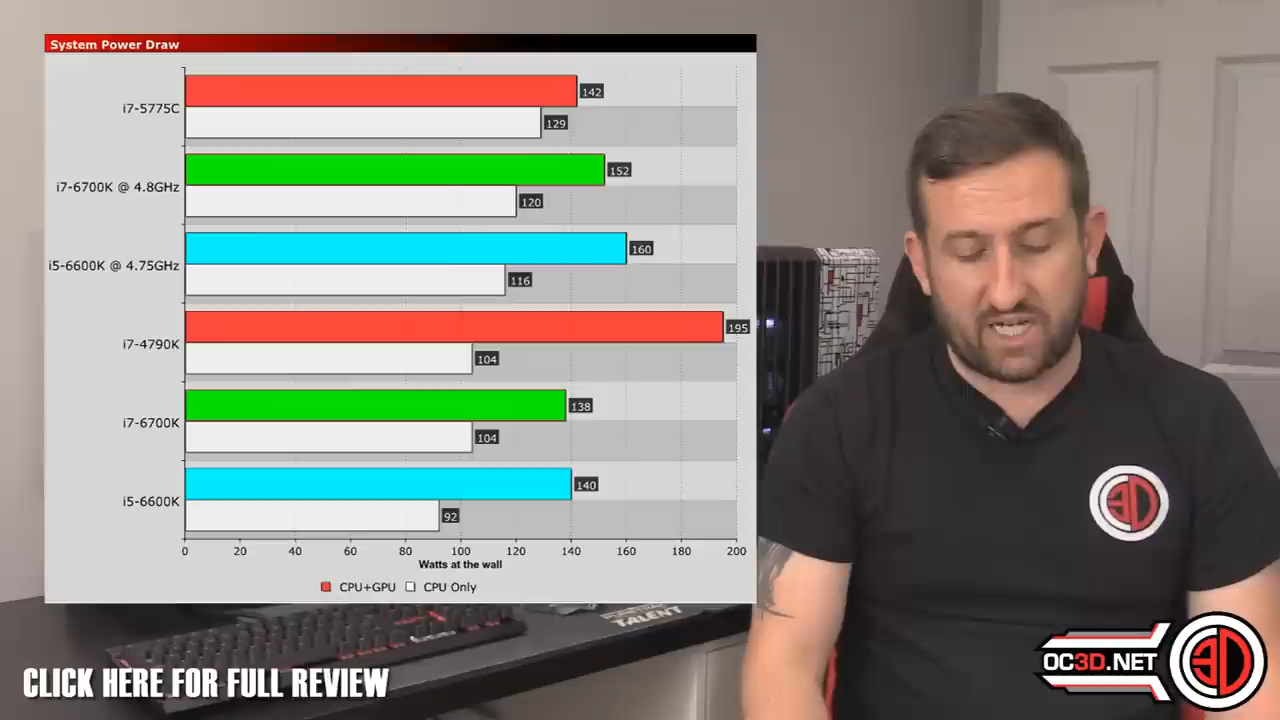 System Power Draw
i7-5775C
142
129
i7-6700K @ 4.8GHz
152
120
i5-6600K @ 4.75GHz
160
116
i7-4790K
195
104
i7-6700K
138
104
i5-6600K
140
92
0 20 40 60 80 100 120 140 160 180 200
Watts at the wall
CPU+GPU CPU Only
TALENT
3D
CLICK HERE FOR FULL REVIEW
OC3D.NET
3D